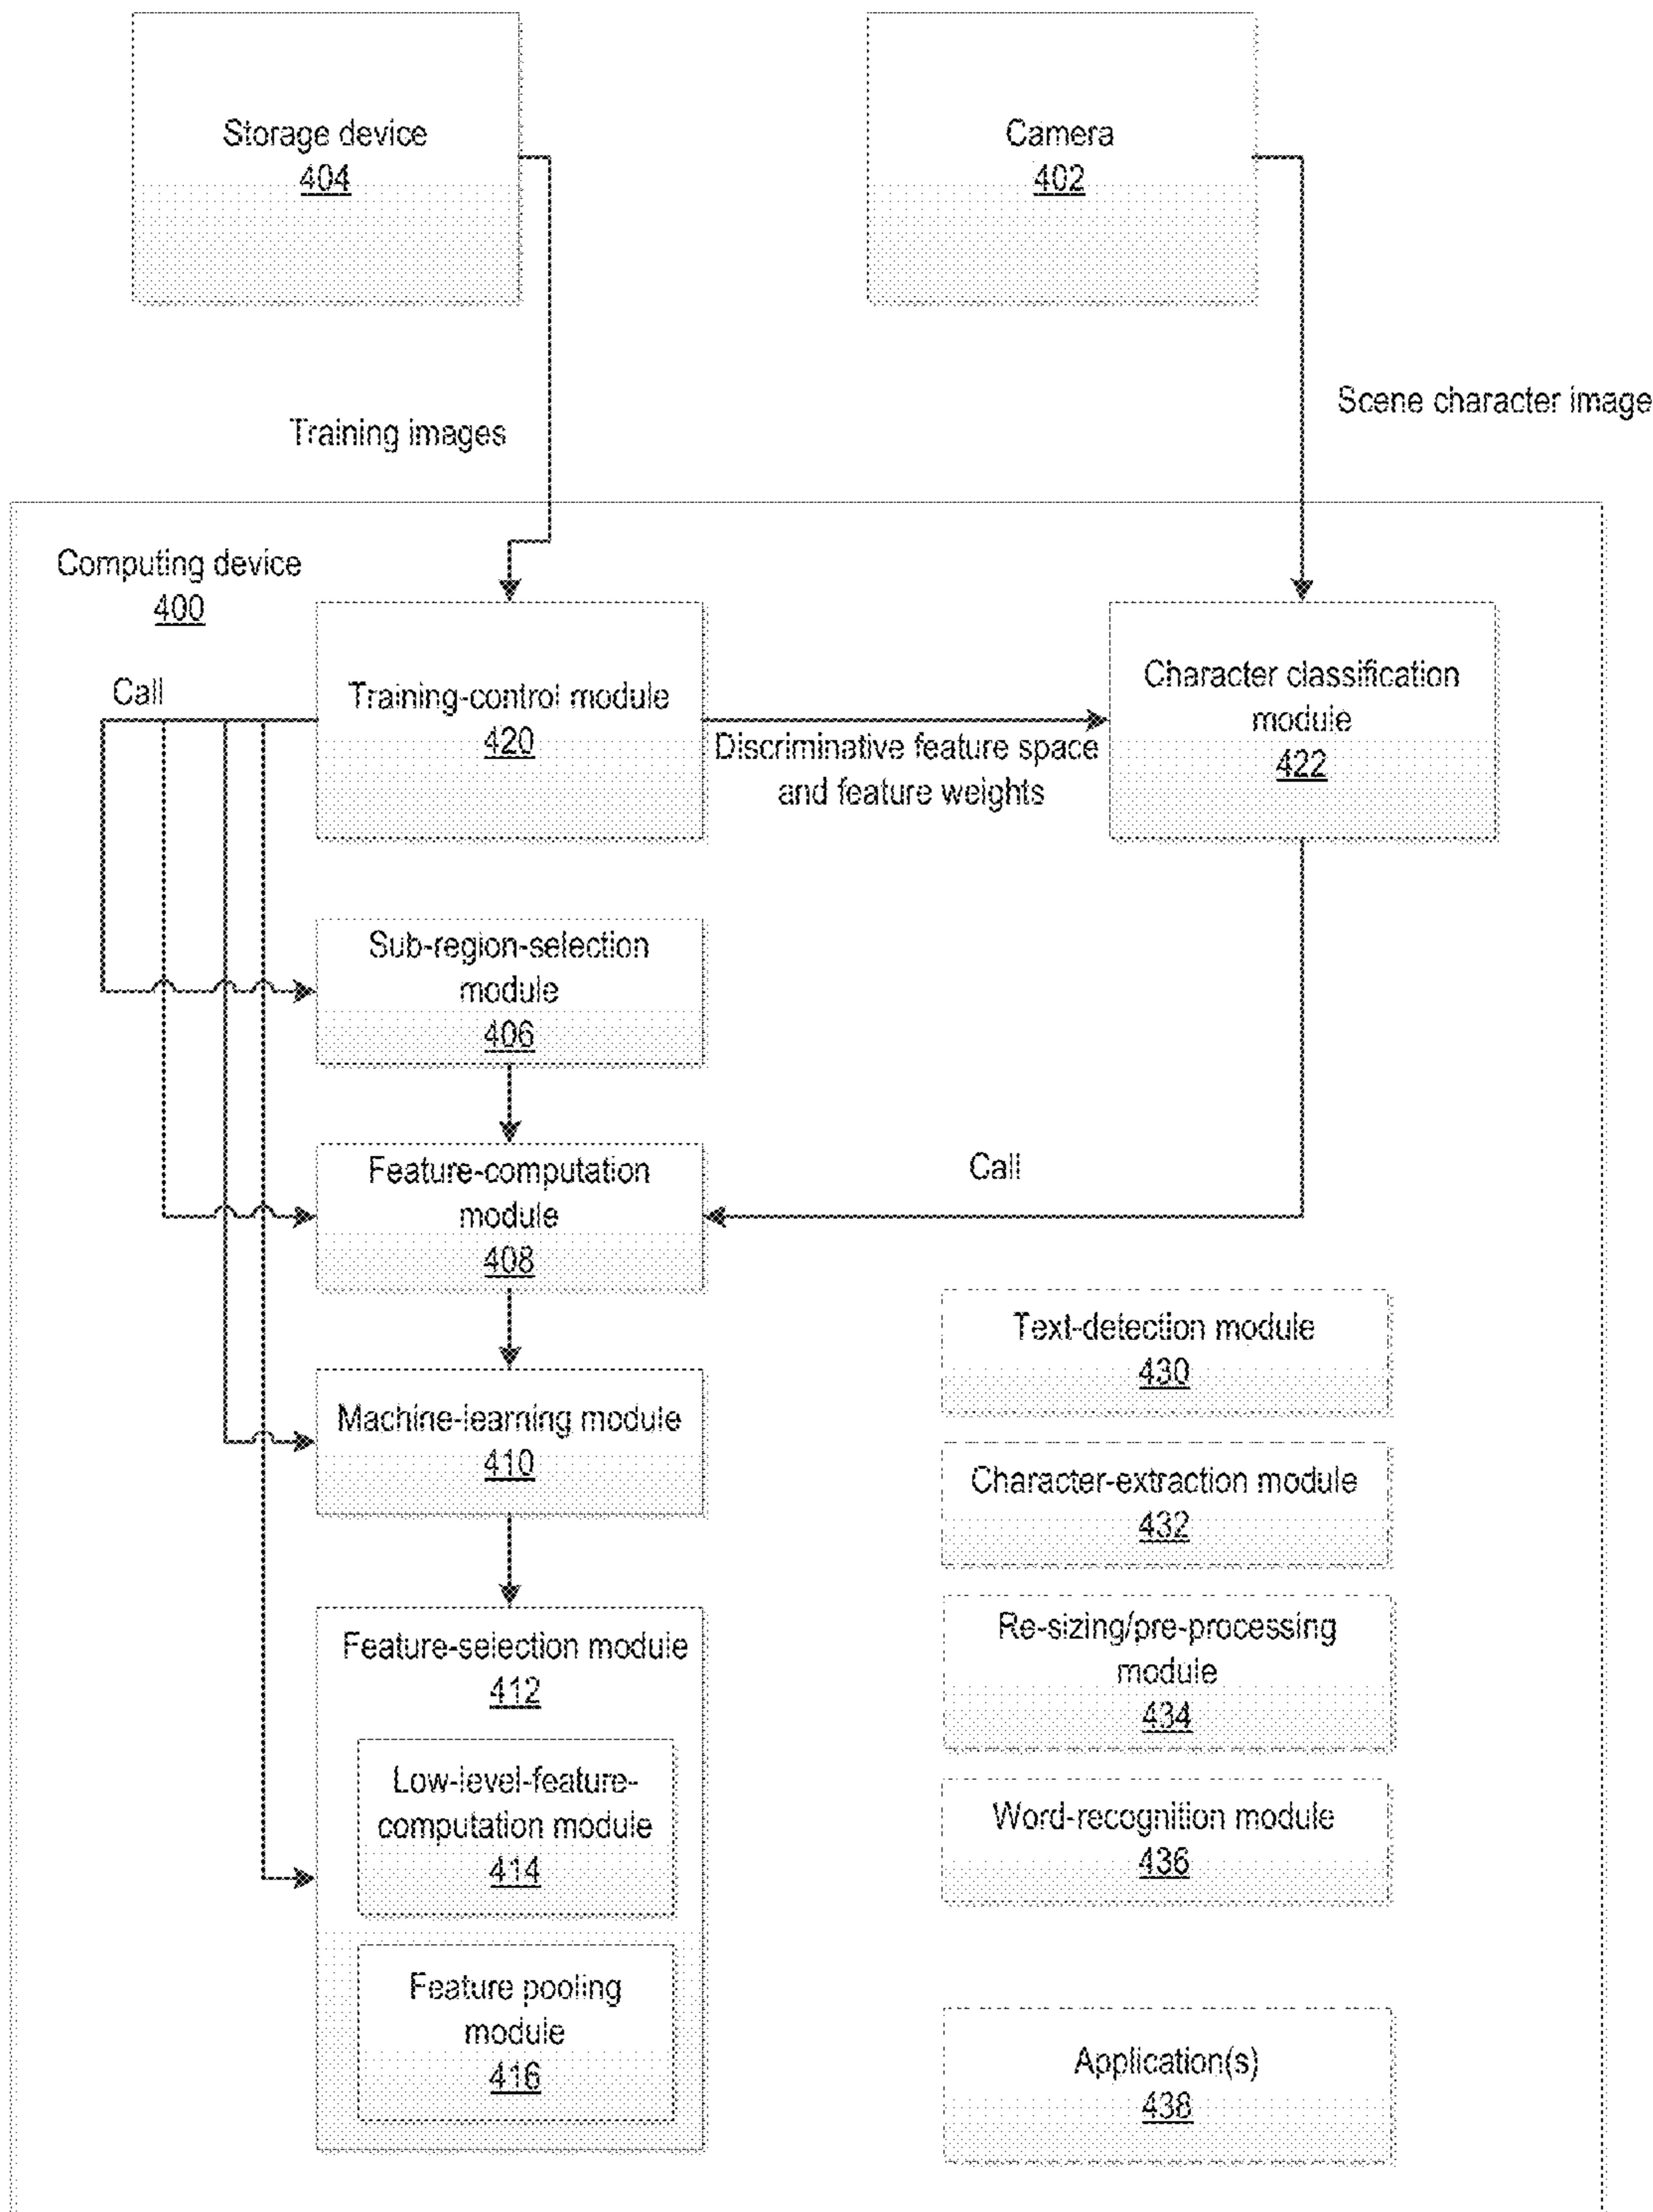 Storage device
404
Camera
402
Training images
Scene character image
Computing device
400
Call
Training-control module
420
Discriminative feature space
and feature weights
Character classification
module
422
Sub-region-selection
module
406
Feature-computation
module
408
Call
Machine-learning module
410
Feature-selection module
412
Low-level-feature-
computation module
414
Feature pooling
module
416
Text-detection module
430
Character-extraction module
432
Re-sizing/pre-processing
module
434
Word-recognition module
436
Application(s)
438